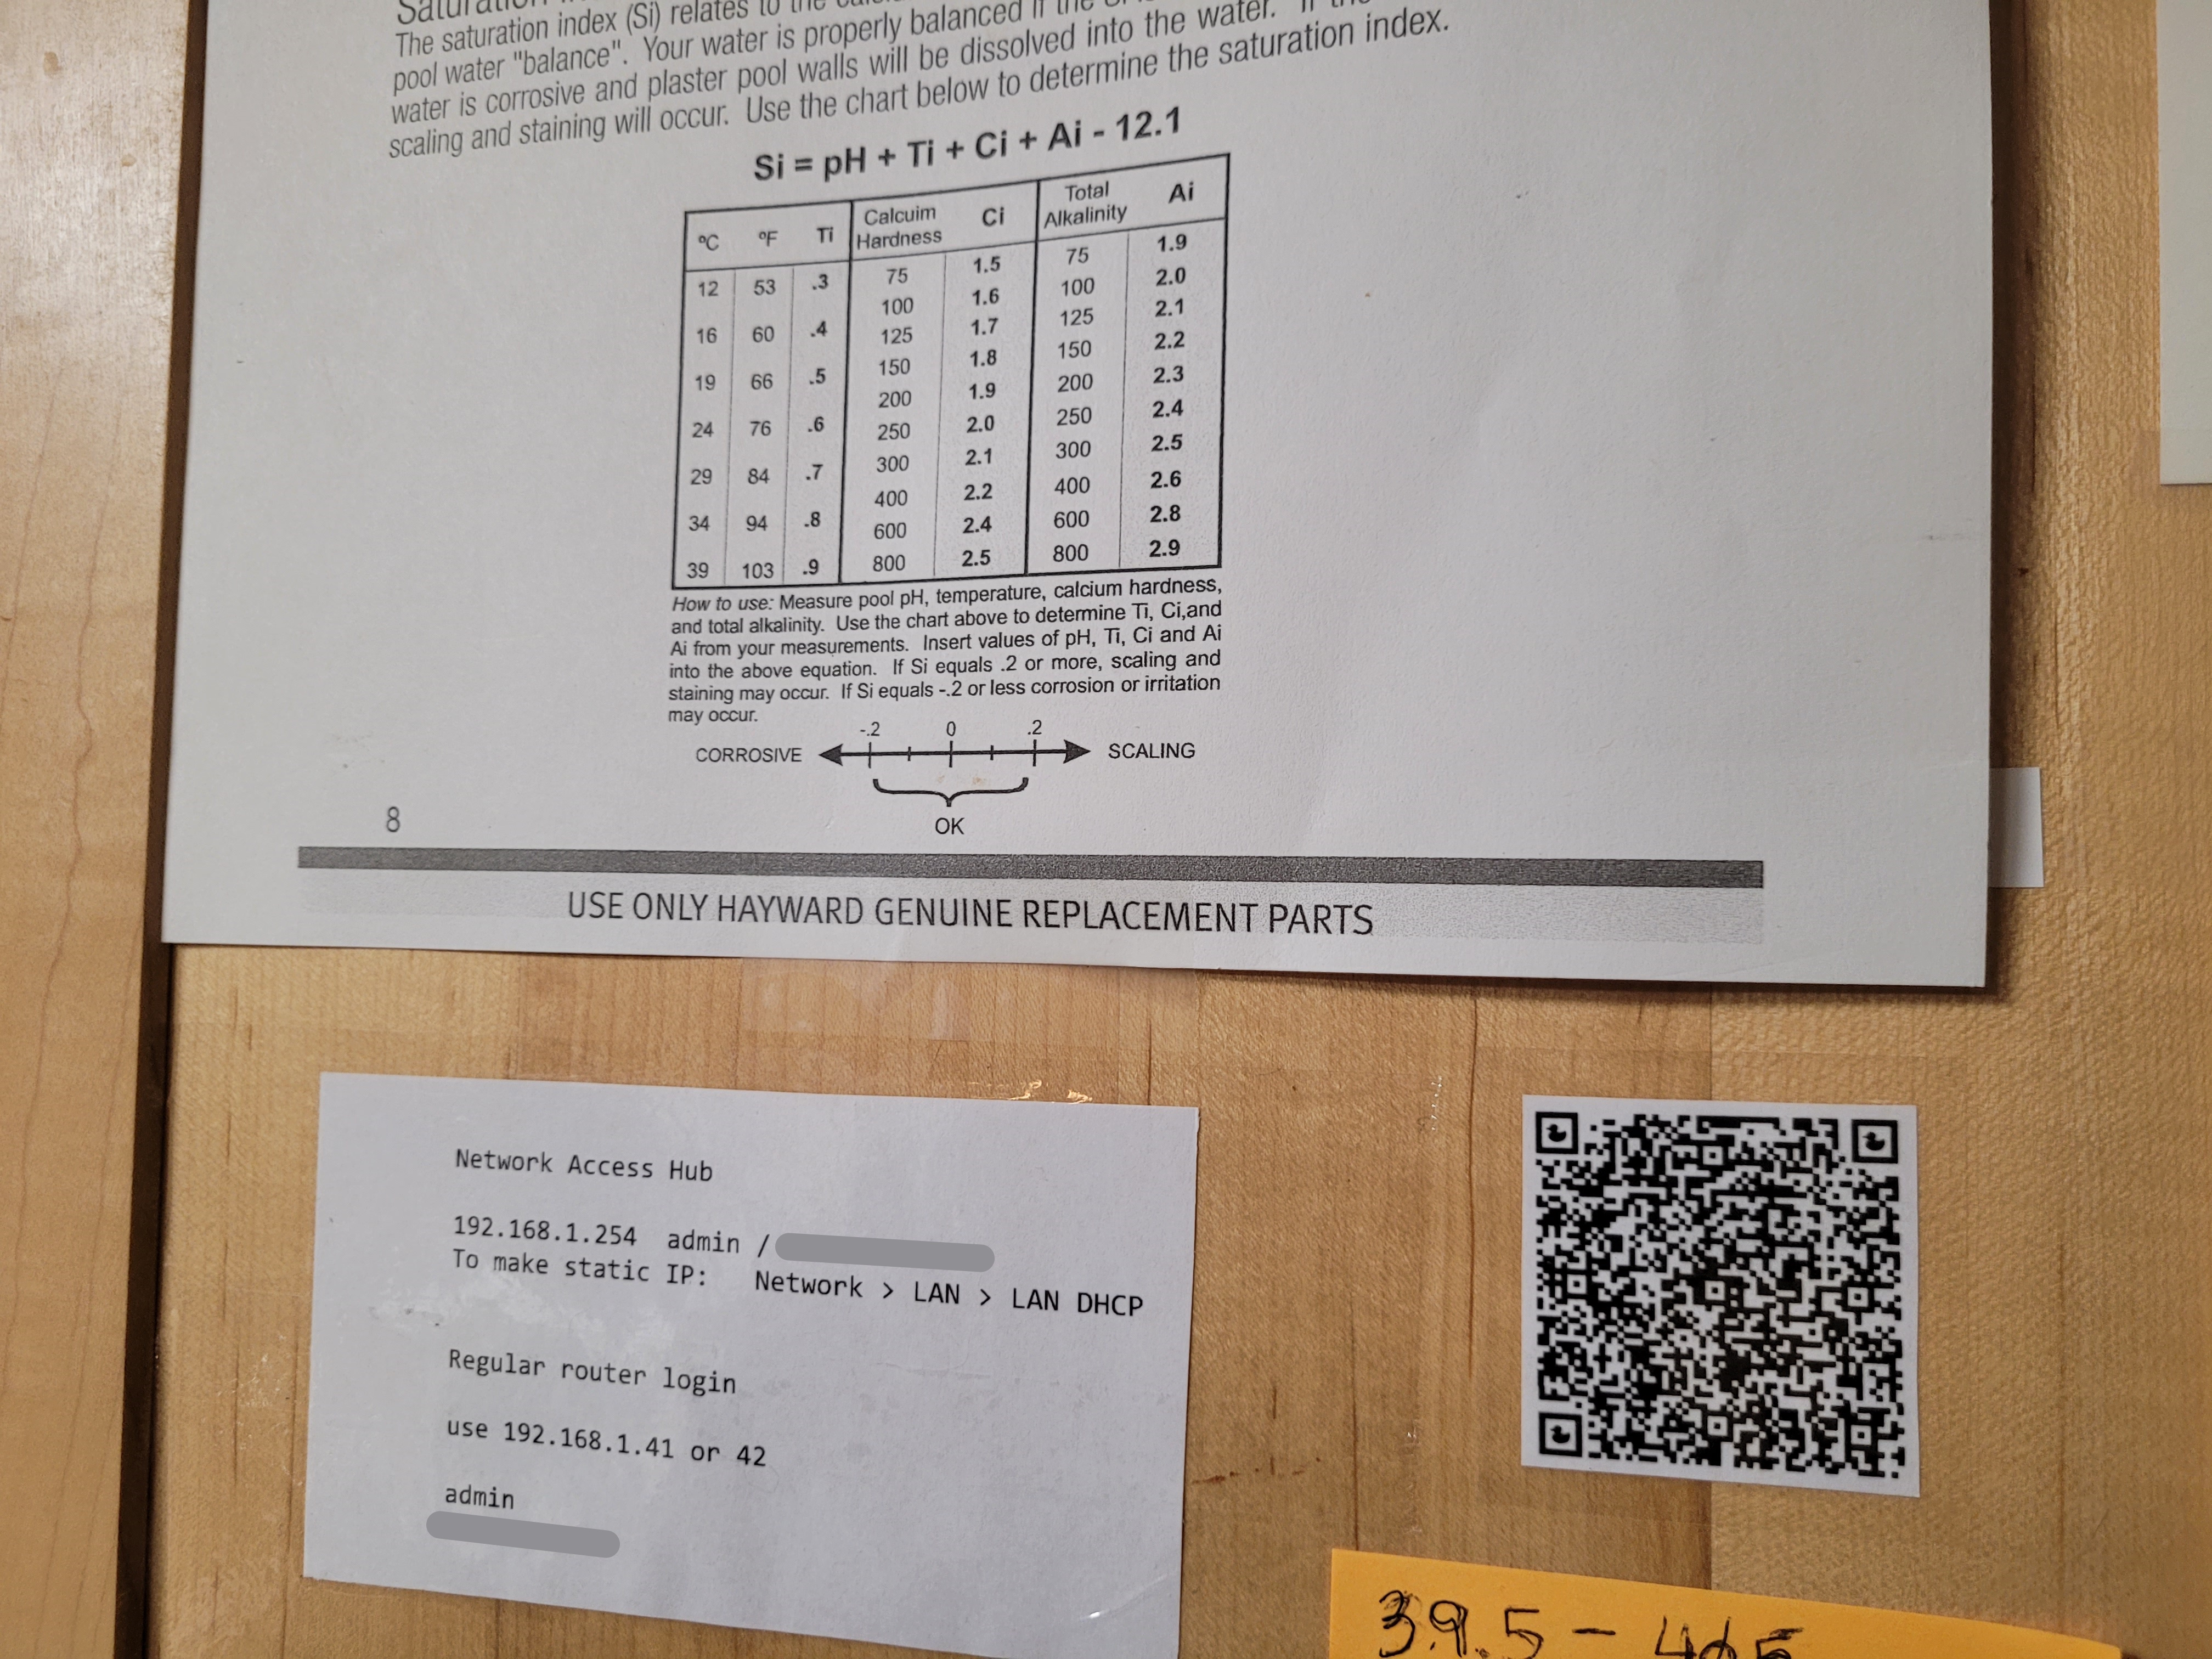 Saturation
The saturation index (Si) relates to the
pool water "balance". Your water is properly balanced if the
water is corrosive and plaster pool walls will be dissolved into the water. If the
scaling and staining will occur. Use the chart below to determine the saturation index.
Si = pH + Ti + Ci + Ai - 12.1
ºC ºF Ti Calcuim Hardness Ci Total Alkalinity Ai
12 53 .3 75 1.5 75 1.9
100 1.6 100 2.0
16 60 .4 125 1.7 125 2.1
150 1.8 150 2.2
19 66 .5 200 1.9 200 2.3
24 76 .6 250 2.0 250 2.4
29 84 .7 300 2.1 300 2.5
400 2.2 400 2.6
34 94 .8 600 2.4 600 2.8
39 103 .9 800 2.5 800 2.9
How to use: Measure pool pH, temperature, calcium hardness,
and total alkalinity. Use the chart above to determine Ti, Ci,and
Ai from your measurements. Insert values of pH, Ti, Ci and Ai
into the above equation. If Si equals .2 or more, scaling and
staining may occur. If Si equals -.2 or less corrosion or irritation
may occur.
-.2 0 .2
CORROSIVE SCALING
OK
8
USE ONLY HAYWARD GENUINE REPLACEMENT PARTS
Network Access Hub
192.168.1.254 admin /
To make static IP: Network > LAN > LAN DHCP
Regular router login
use 192.168.1.41 or 42
admin
39.5 -